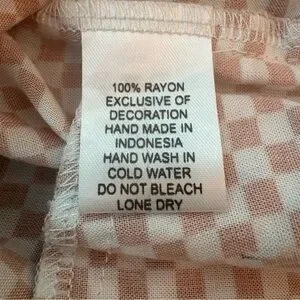 100% RAYON
EXCLUSIVE OF
DECORATION
HAND MADE IN
INDONESIA
HAND WASH IN
COLD WATER
DO NOT BLEACH
LONE DRY